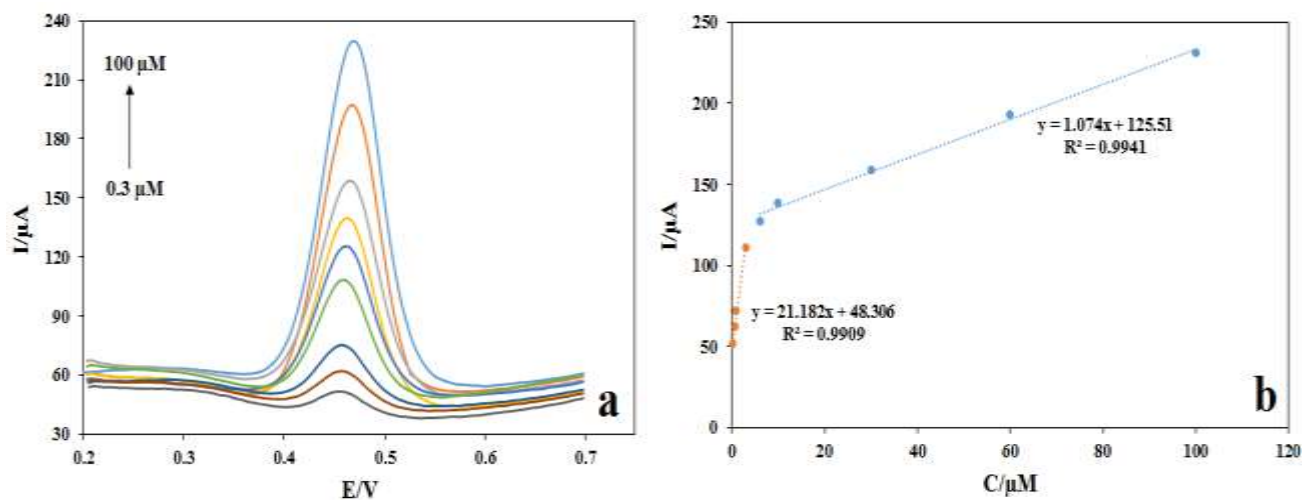 240
210
180
150
120
90
60
30
I/µA
100 µM
0.3 µM
0.2
0.3
0.4
0.5
0.6
0.7
E/V
a
250
200
150
100
50
0
I/µA
y = 1.074x + 125.51
R² = 0.9941
y = 21.182x + 48.306
R² = 0.9909
0
20
40
60
80
100
120
C/µM
b